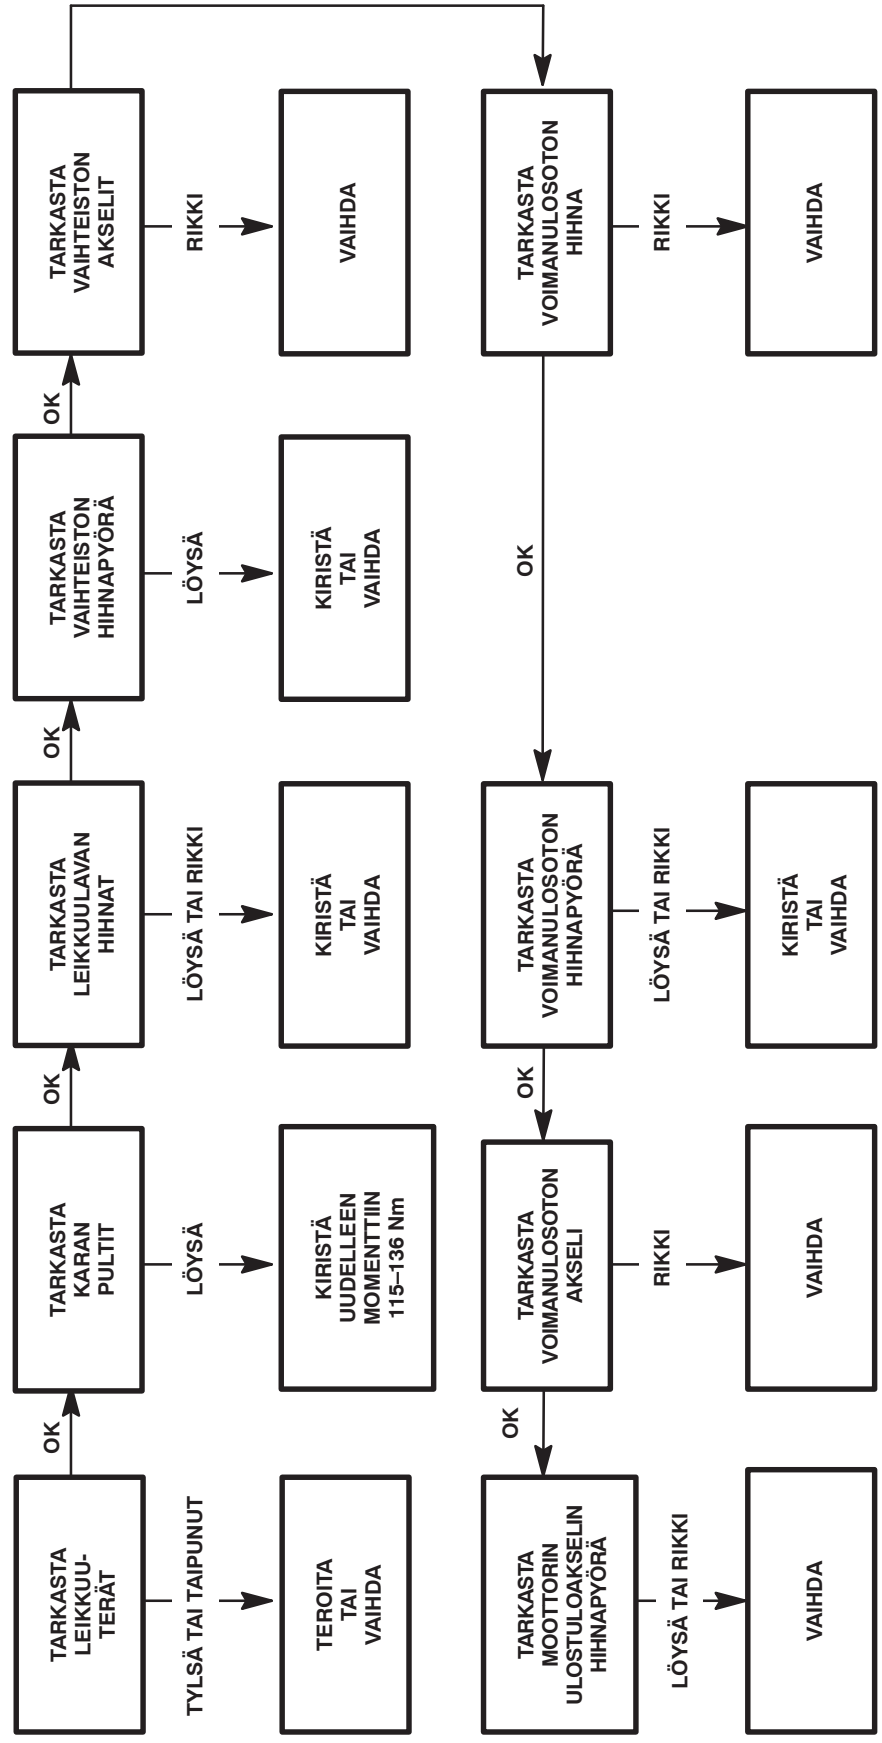 TARKASTA
LEIKKUU-
TERÄT
TYLSÄ TAI TAIPUNUT
TEROITA
TAI
VAIHDA
OK
TARKASTA
KARAN
PULTIT
LÖYSÄ
KIRISTÄ
UUDELLEEN
MOMENTTIIN
115–136 Nm
OK
TARKASTA
LEIKKUULAVAN
HIHNAT
LÖYSÄ TAI RIKKI
KIRISTÄ
TAI
VAIHDA
OK
TARKASTA
VAIHTEISTON
HIHNAPYÖRÄ
LÖYSÄ
KIRISTÄ
TAI
VAIHDA
OK
TARKASTA
VAIHTEISTON
AKSELIT
RIKKI
VAIHDA
TARKASTA
VOIMANULOSOTON
HIHNA
RIKKI
VAIHDA
OK
TARKASTA
VOIMANULOSOTON
HIHNAPYÖRÄ
LÖYSÄ TAI RIKKI
KIRISTÄ
TAI
VAIHDA
OK
TARKASTA
VOIMANULOSOTON
AKSELI
RIKKI
VAIHDA
OK
TARKASTA
MOOTTORIN
ULOSTULOAKSELIN
HIHNAPYÖRÄ
LÖYSÄ TAI RIKKI
VAIHDA